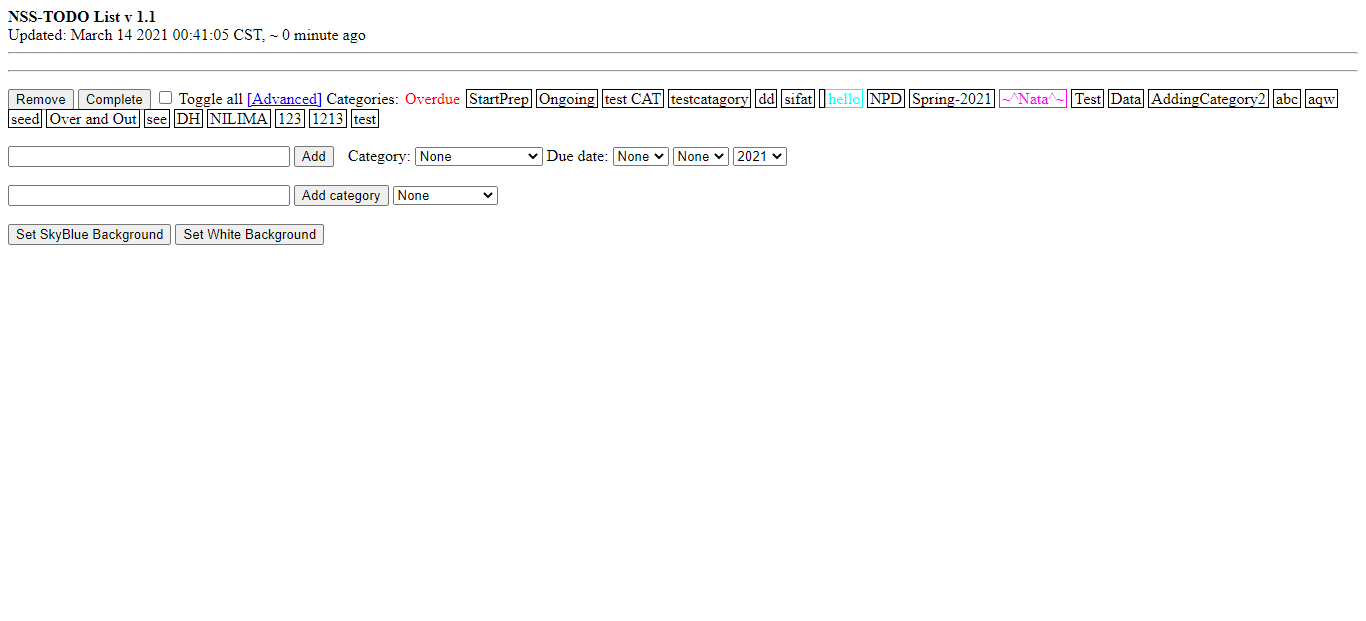 NSS-TODO List v 1.1
Updated: March 14 2021 00:41:05 CST, ~ 0 minute ago
Remove Complete Toggle all [Advanced] Categories: Overdue StartPrep Ongoing test CAT testcatagory dd sifat hello NPD Spring-2021 ~^Nata^~ Test Data AddingCategory2 abc aqw
seed Over and Out see DH NILIMA 123 1213 test
Add Category: None Due date: None None 2021
Add category None
Set SkyBlue Background Set White Background